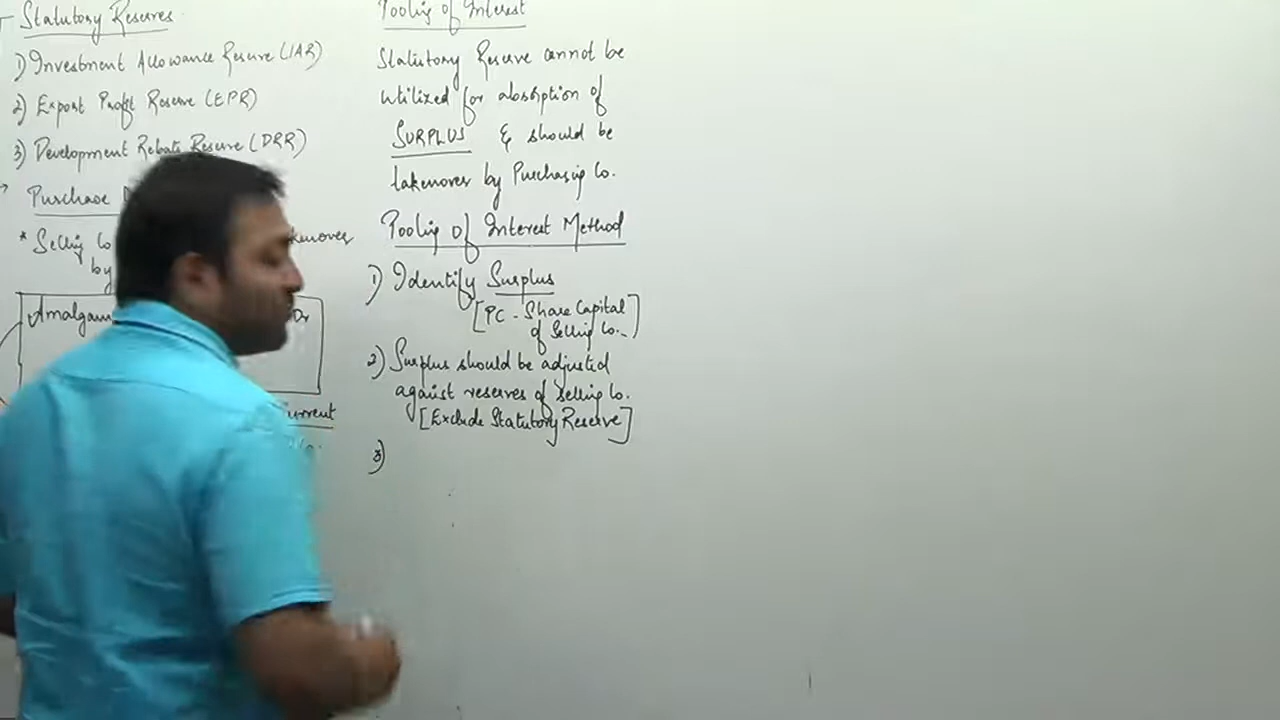 Statutory Reserves
1) Investment Allowance Reserve (IAR)
2) Export Profit Reserve (EPR)
3) Development Rebate Reserve (DRR)
Purchase
* Selling Co takenover
by
Amalgam Dr
Current
Pooling of Interest
Statutory Reserve cannot be
utilized for absorption of
SURPLUS & should be
takenover by Purchasing Co.
Pooling Of Interest Method
1) Identify Surplus
[PC - Share Capital
of Selling Co.]
2) Surplus should be adjusted
against reserves of Selling Co.
[Exclude Statutory Reserve]
3)